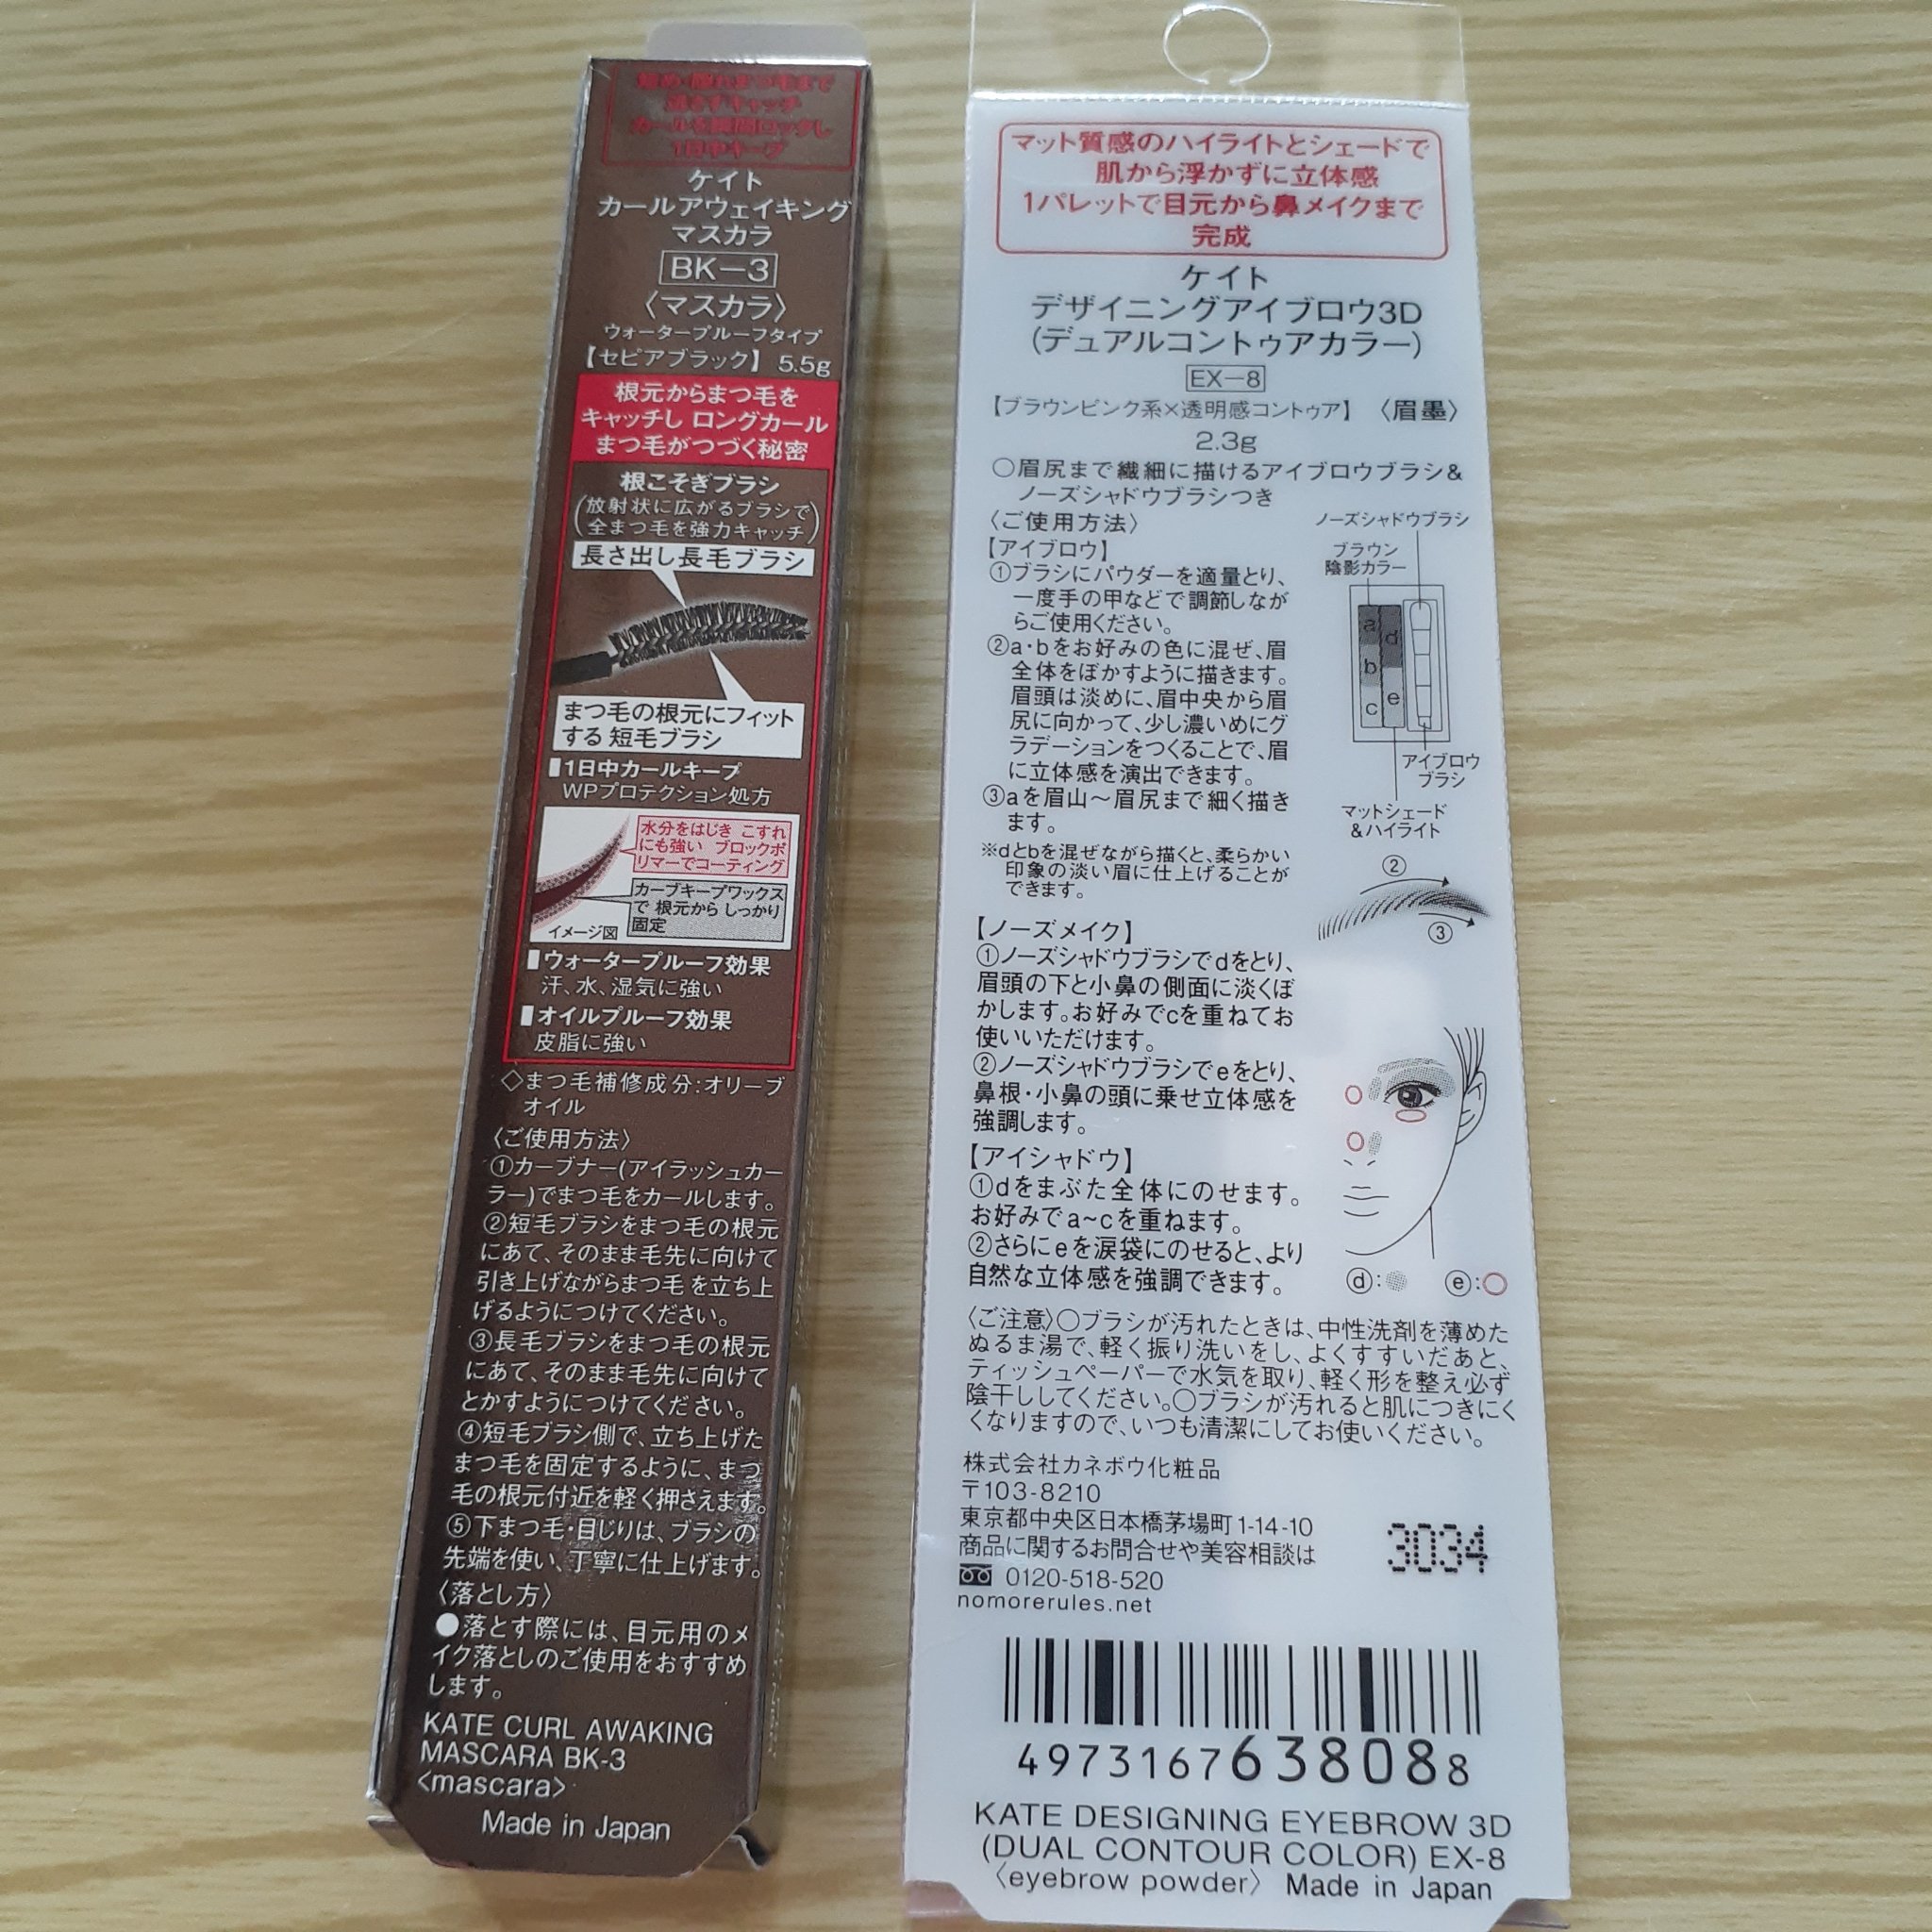 短め・隠れまつ毛まで
逃さずキャッチ
カールを瞬間ロックし
1日中キープ
ケイト
カールアウェイキング
マスカラ
BK-3
〈マスカラ〉
ウォータープルーフタイプ
【セピアブラック】 5.5g
根元からまつ毛を
キャッチし ロングカール
まつ毛がつづく秘密
根こそぎブラシ
(放射状に広がるブラシで
全まつ毛を強力キャッチ)
長さ出し長毛ブラシ
まつ毛の根元にフィット
する 短毛ブラシ
1日中カールキープ
WPプロテクション処方
水分をはじき こすれ
にも強い ブロックポ
リマーでコーティング
カーブキープワックス
で 根元から しっかり
固定
イメージ図
ウォータープルーフ効果
汗、水、湿気に強い
オイルプルーフ効果
皮脂に強い
◇まつ毛補修成分:オリーブ
オイル
〈ご使用方法〉
①カーブナー(アイラッシュカー
ラー)でまつ毛をカールします。
②短毛ブラシをまつ毛の根元
にあて、そのまま毛先に向けて
引き上げながらまつ毛を立ち上
げるようにつけてください。
③長毛ブラシをまつ毛の根元
にあて、そのまま毛先に向けて
とかすようにつけてください。
④短毛ブラシ側で、立ち上げた
まつ毛を固定するように、まつ
毛の根元付近を軽く押さえます。
⑤下まつ毛・目じりは、ブラシの
先端を使い、丁寧に仕上げます。
〈落とし方〉
●落とす際には、目元用のメ
イク落としのご使用をおすすめ
します。
KATE CURL AWAKING
MASCARA BK-3
<mascara>
Made in Japan
マット質感のハイライトとシェードで
肌から浮かずに立体感
1パレットで目元から鼻メイクまで
完成
ケイト
デザイニングアイブロウ3D
(デュアルコントゥアカラー)
EX-8
【ブラウンピンク系×透明感コントゥア】 〈眉墨〉
2.3g
○眉尻まで繊細に描けるアイブロウブラシ&
ノーズシャドウブラシつき
〈ご使用方法〉
【アイブロウ】
①ブラシにパウダーを適量とり、
一度手の甲などで調節しなが
らご使用ください。
②a・bをお好みの色に混ぜ、眉
全体をぼかすように描きます。
眉頭は淡めに、眉中央から眉
尻に向かって、少し濃いめにグ
ラデーションをつくることで、眉
に立体感を演出できます。
③aを眉山～眉尻まで細く描き
ます。
※dとbを混ぜながら描くと、柔らかい
印象の淡い眉に仕上げることが
できます。
ノーズシャドウブラシ
ブラウン
陰影カラー
a
d
b
e
c
アイブロウ
ブラシ
マットシェード
&ハイライト
②
③
【ノーズメイク】
①ノーズシャドウブラシでdをとり、
眉頭の下と小鼻の側面に淡くぼ
かします。お好みでcを重ねてお
使いいただけます。
②ノーズシャドウブラシでeをとり、
鼻根・小鼻の頭に乗せ立体感を
強調します。
【アイシャドウ】
①dをまぶた全体にのせます。
お好みでa~cを重ねます。
②さらにeを涙袋にのせると、より
自然な立体感を強調できます。
ⓓ: ⓔ:○
〈ご注意〉○ブラシが汚れたときは、中性洗剤を薄めた
ぬるま湯で、軽く振り洗いをし、よくすすいだあと、
ティッシュペーパーで水気を取り、軽く形を整え必ず
陰干ししてください。○ブラシが汚れると肌につきにく
くなりますので、いつも清潔にしてお使いください。
株式会社カネボウ化粧品
〒103-8210
東京都中央区日本橋茅場町1-14-10
商品に関するお問合せや美容相談は
0120-518-520
nomorerules.net
3034
4973167638088
KATE DESIGNING EYEBROW 3D
(DUAL CONTOUR COLOR) EX-8
〈eyebrow powder〉 Made in Japan